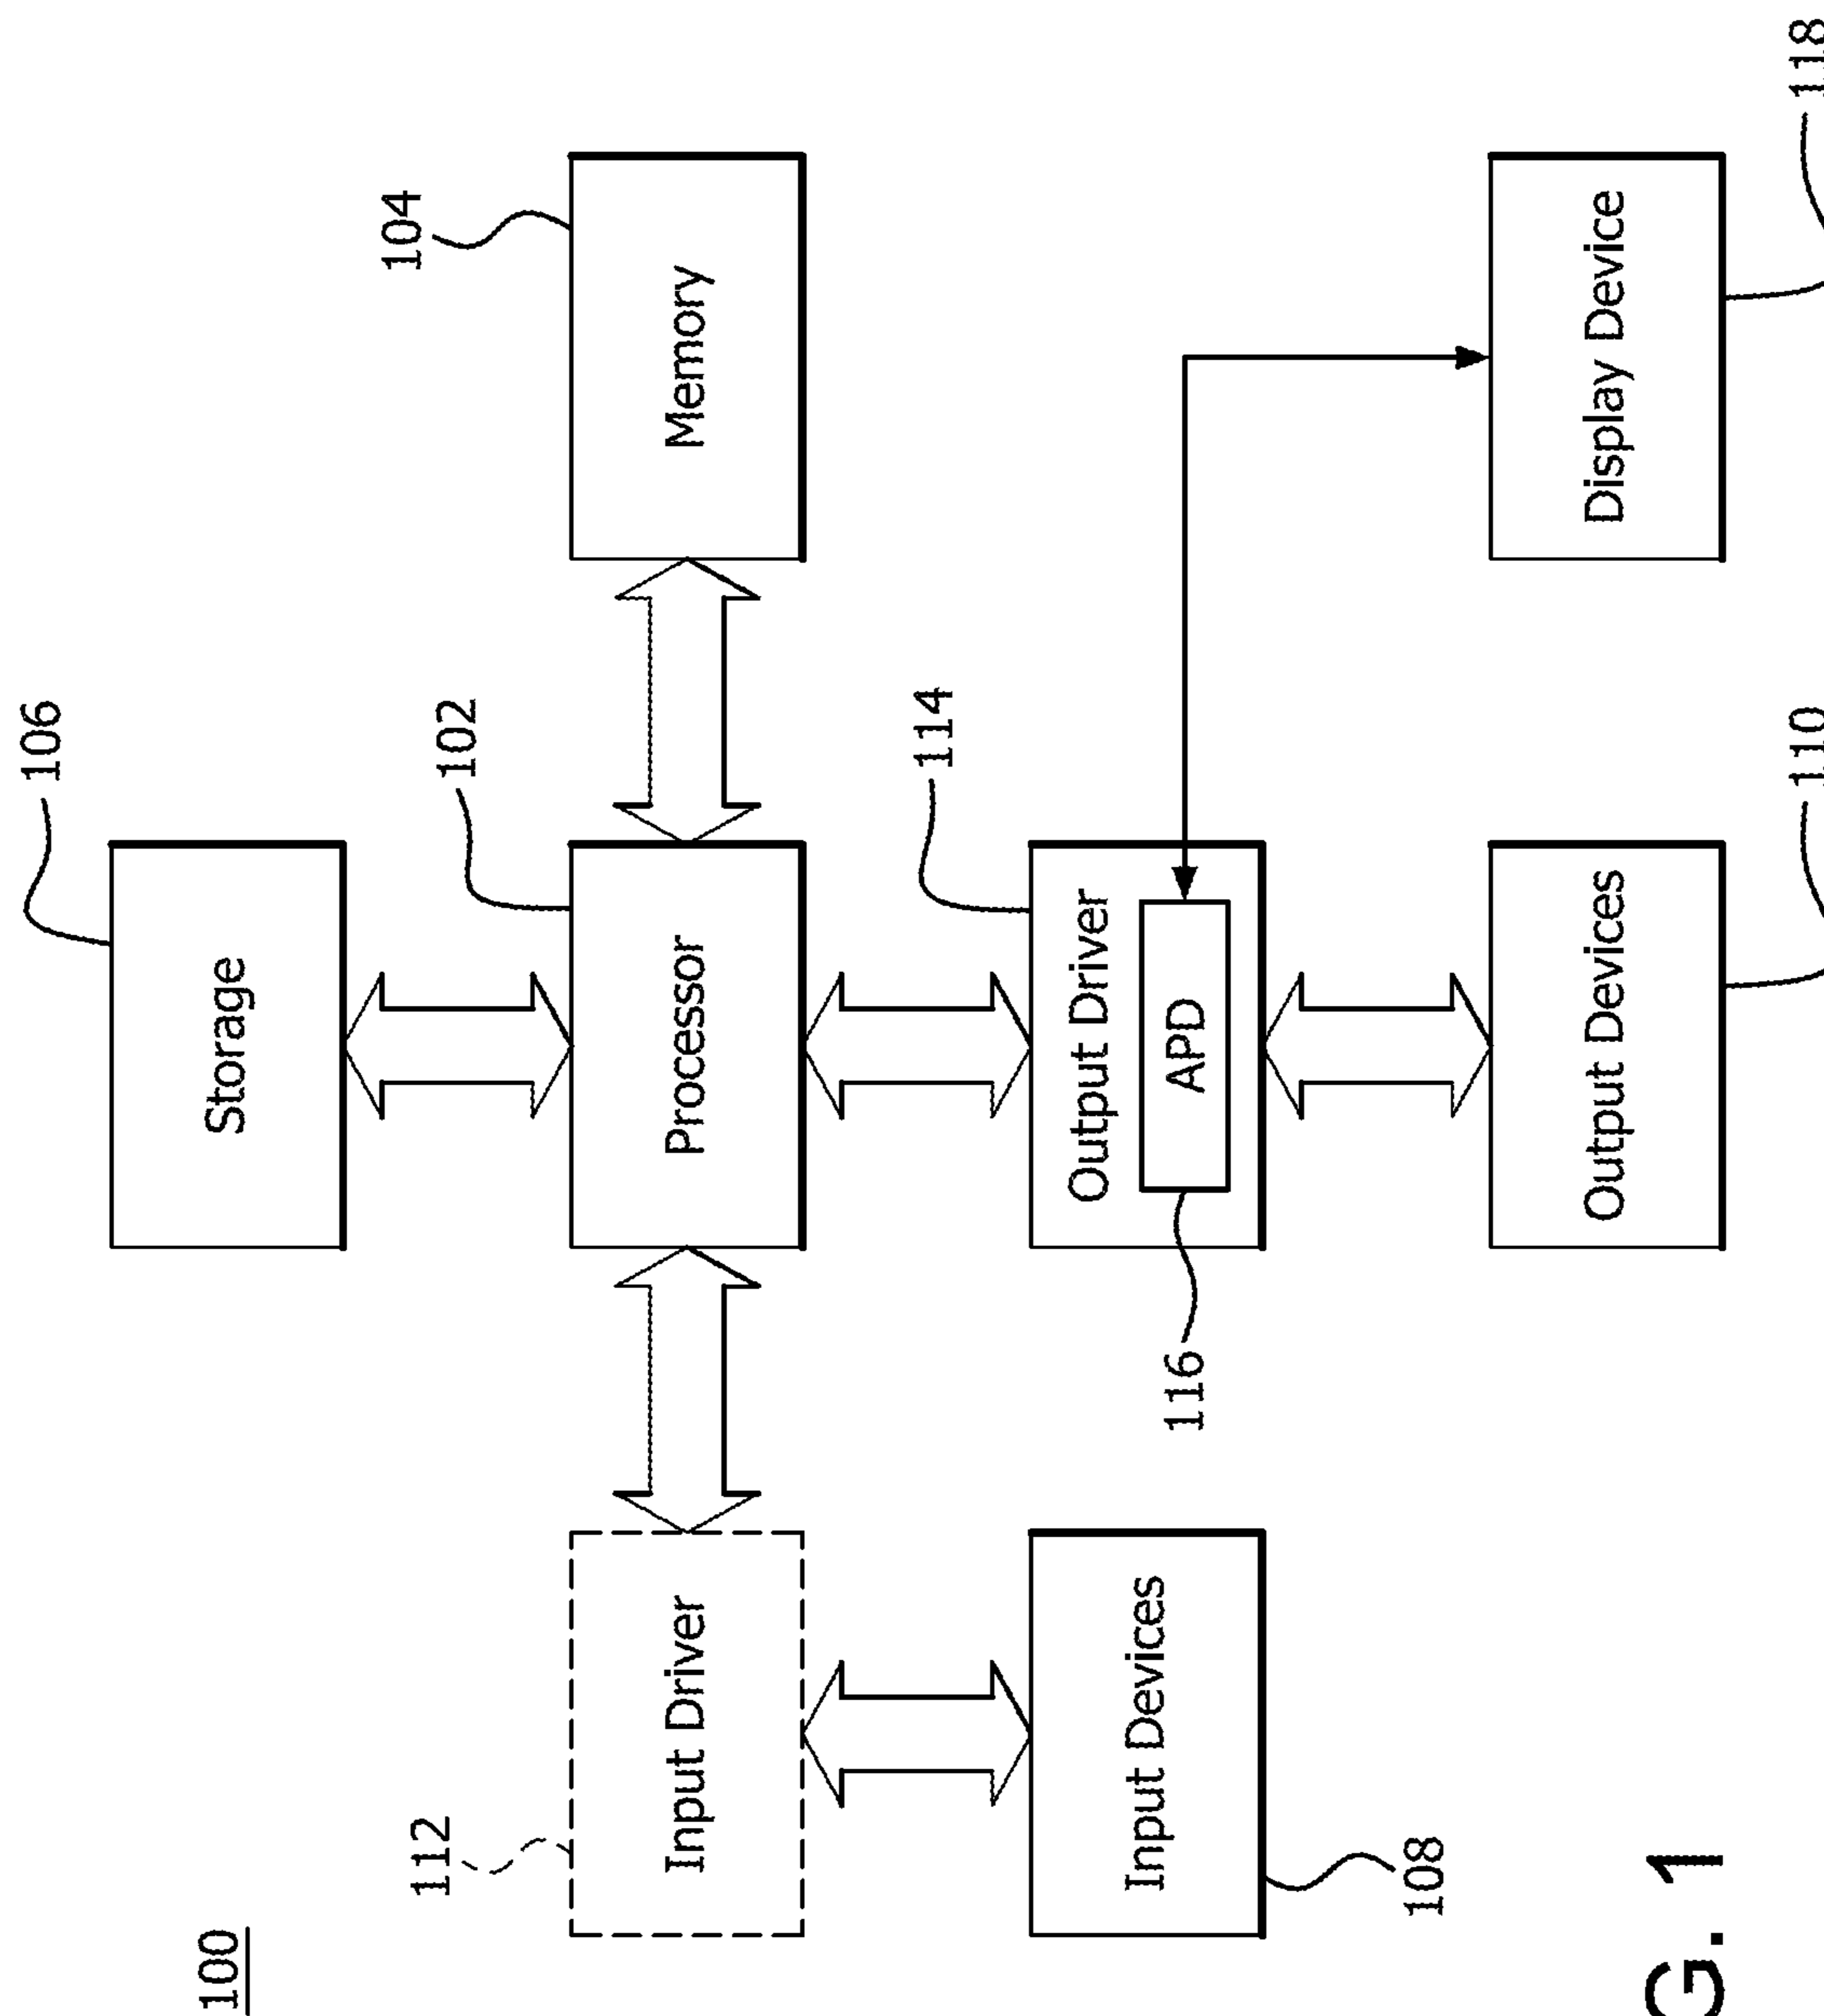 100
106
Storage
112
102
104
Input Driver
Processor
Memory
114
Input Devices
Output Driver
APD
116
108
Output Devices
Display Device
110
118
G. 1